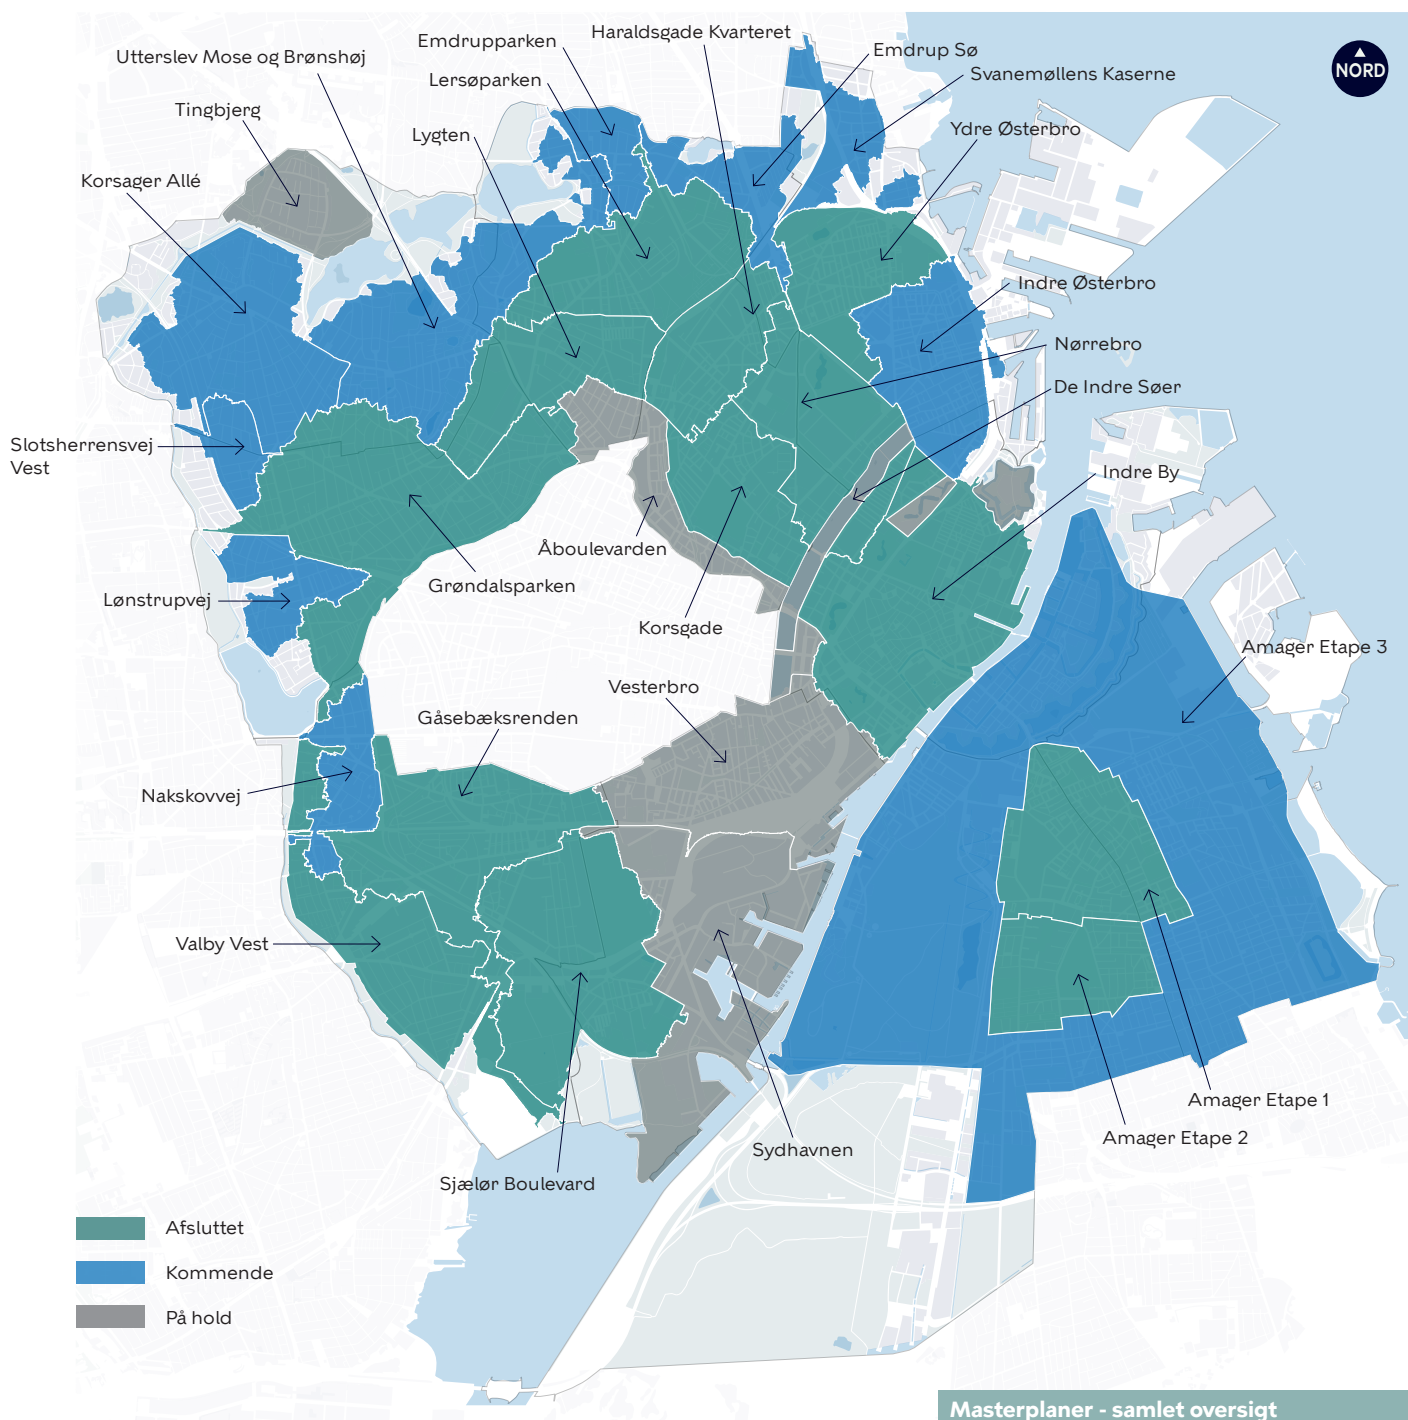 Haraldsgade Kvarteret
Emdrupparken
Emdrup Sø
Utterslev Mose og Brønshøj
NORD
Svanemøllens Kaserne
Lersøparken
Tingbjerg
Ydre Østerbro
Lygten
Korsager Allé
Indre Østerbro
Nørrebro
De Indre Søer
Slotsherrensvej
Vest
Indre By
Åboulevarden
Grøndalsparken
Lønstrupvej
Korsgade
Amager Etape 3
Vesterbro
Gåsebæksrenden
Nakskovvej
Valby Vest
Amager Etape 1
Amager Etape 2
Sydhavnen
Sjælør Boulevard
Afsluttet
Kommende
På hold
Masterplaner - samlet oversigt